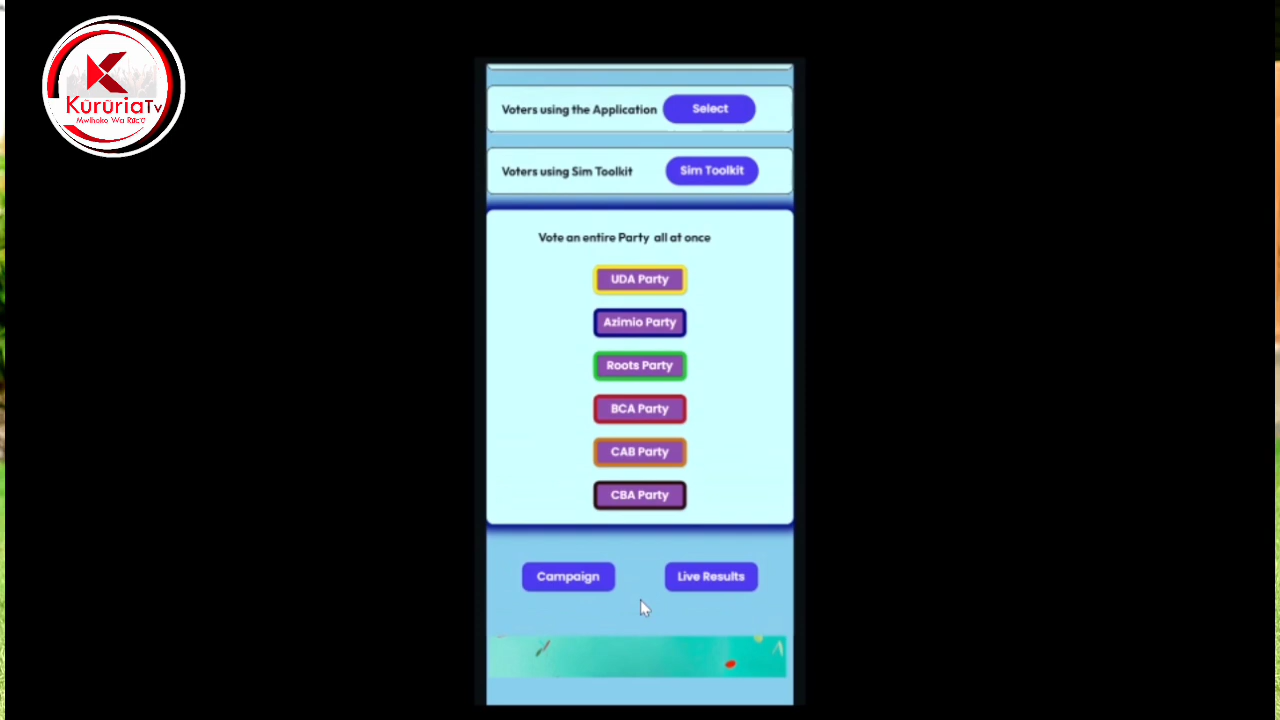 KũrũrĩaTv
Voters using the Application Select
Voters using Sim Toolkit Sim Toolkit
Vote an entire Party all at once
UDA Party
Azimio Party
Roots Party
BCA Party
CAB Party
CBA Party
Campaign Live Results